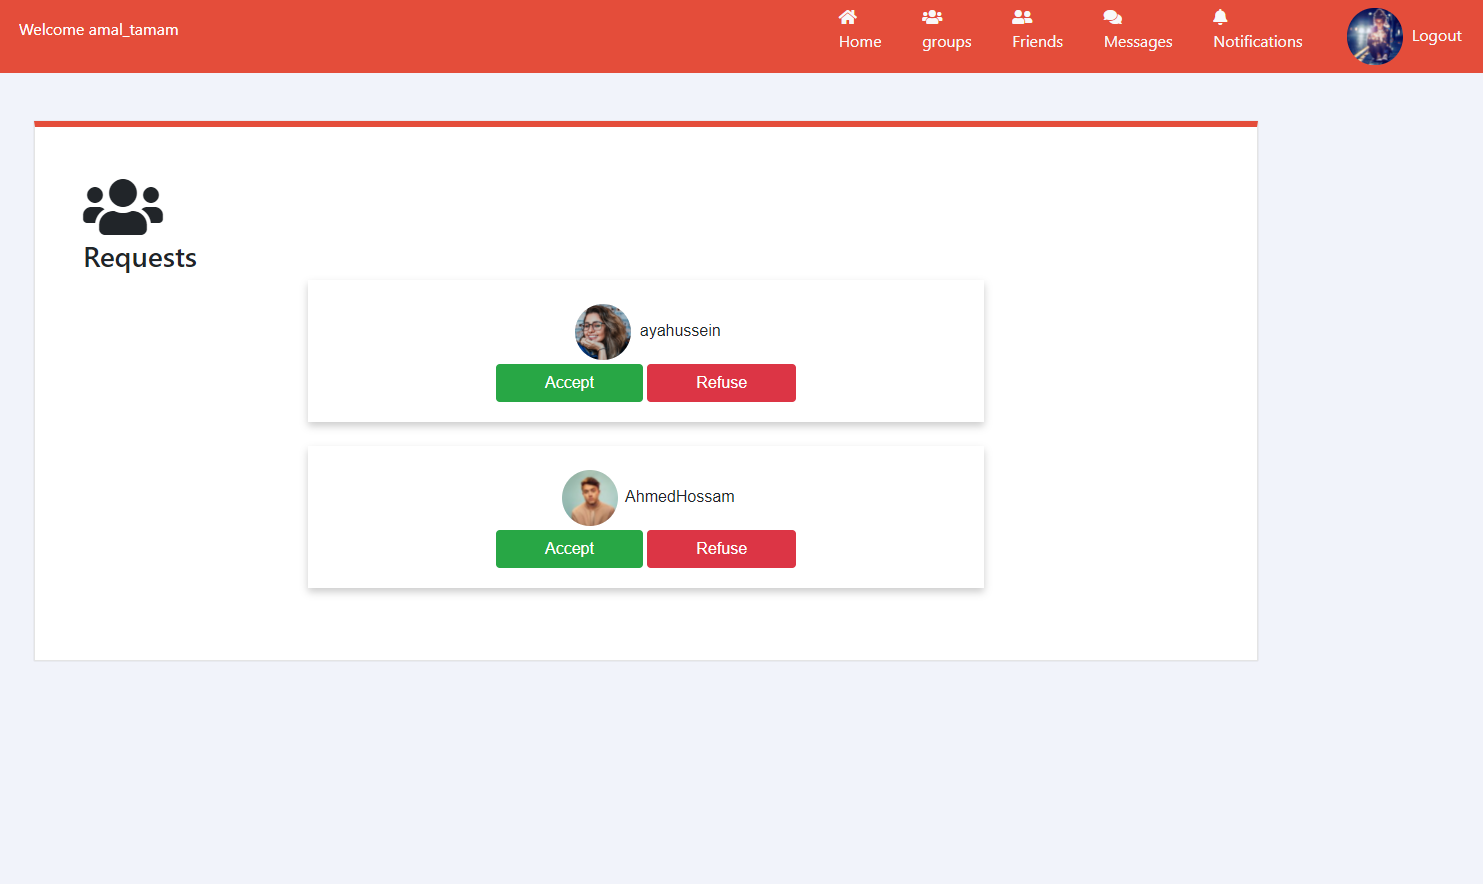 Welcome amal_tamam
Home
groups
Friends
Messages
Notifications
Logout
Requests
ayahussein
Accept
Refuse
AhmedHossam
Accept
Refuse